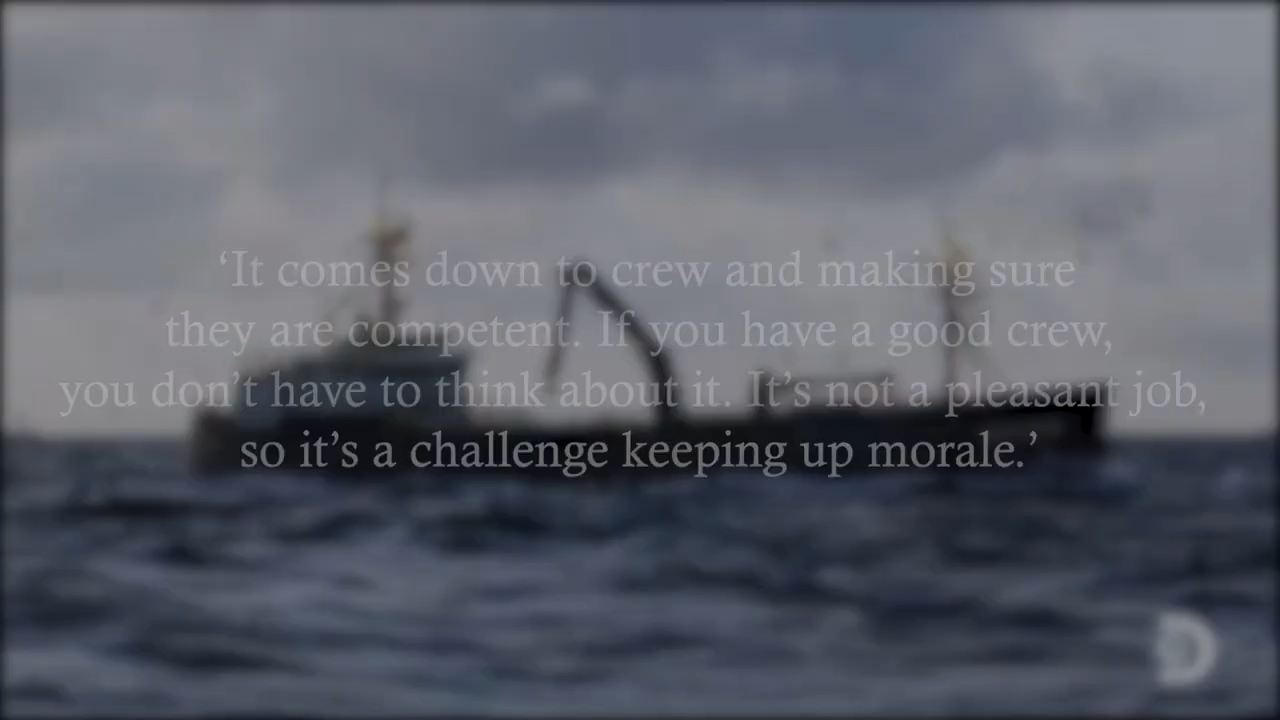 ‘It comes down to crew and making sure
they are competent. If you have a good crew,
you don’t have to think about it. It’s not a pleasant job,
so it’s a challenge keeping up morale.’